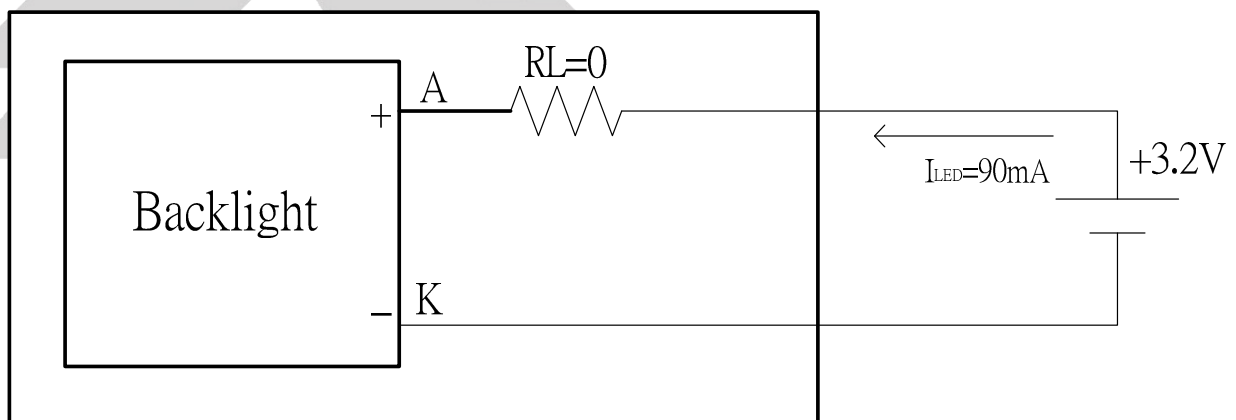 RL=0
A
+
+3.2V
ILED=90mA
Backlight
K
−